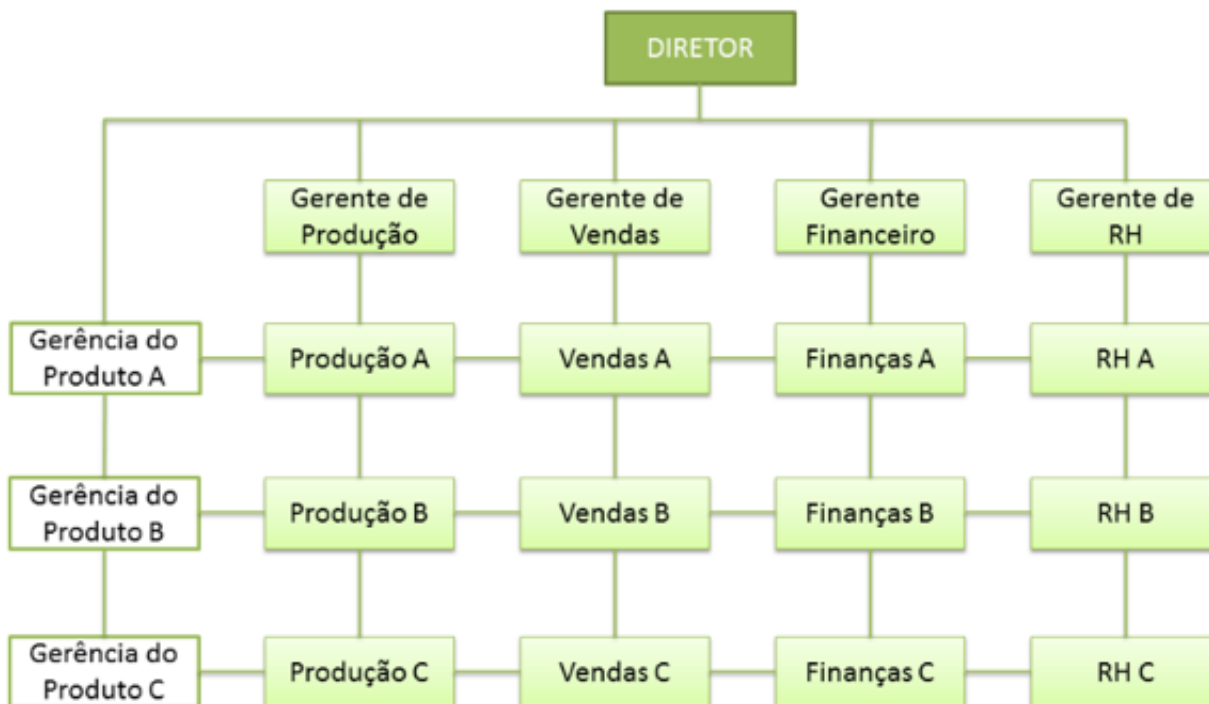 DIRETOR
Gerente de
Produção
Gerente de
Vendas
Gerente
Financeiro
Gerente de
RH
Gerência do
Produto A
Produção A
Vendas A
Finanças A
RH A
Gerência do
Produto B
Produção B
Vendas B
Finanças B
RH B
Gerência do
Produto C
Produção C
Vendas C
Finanças C
RH C